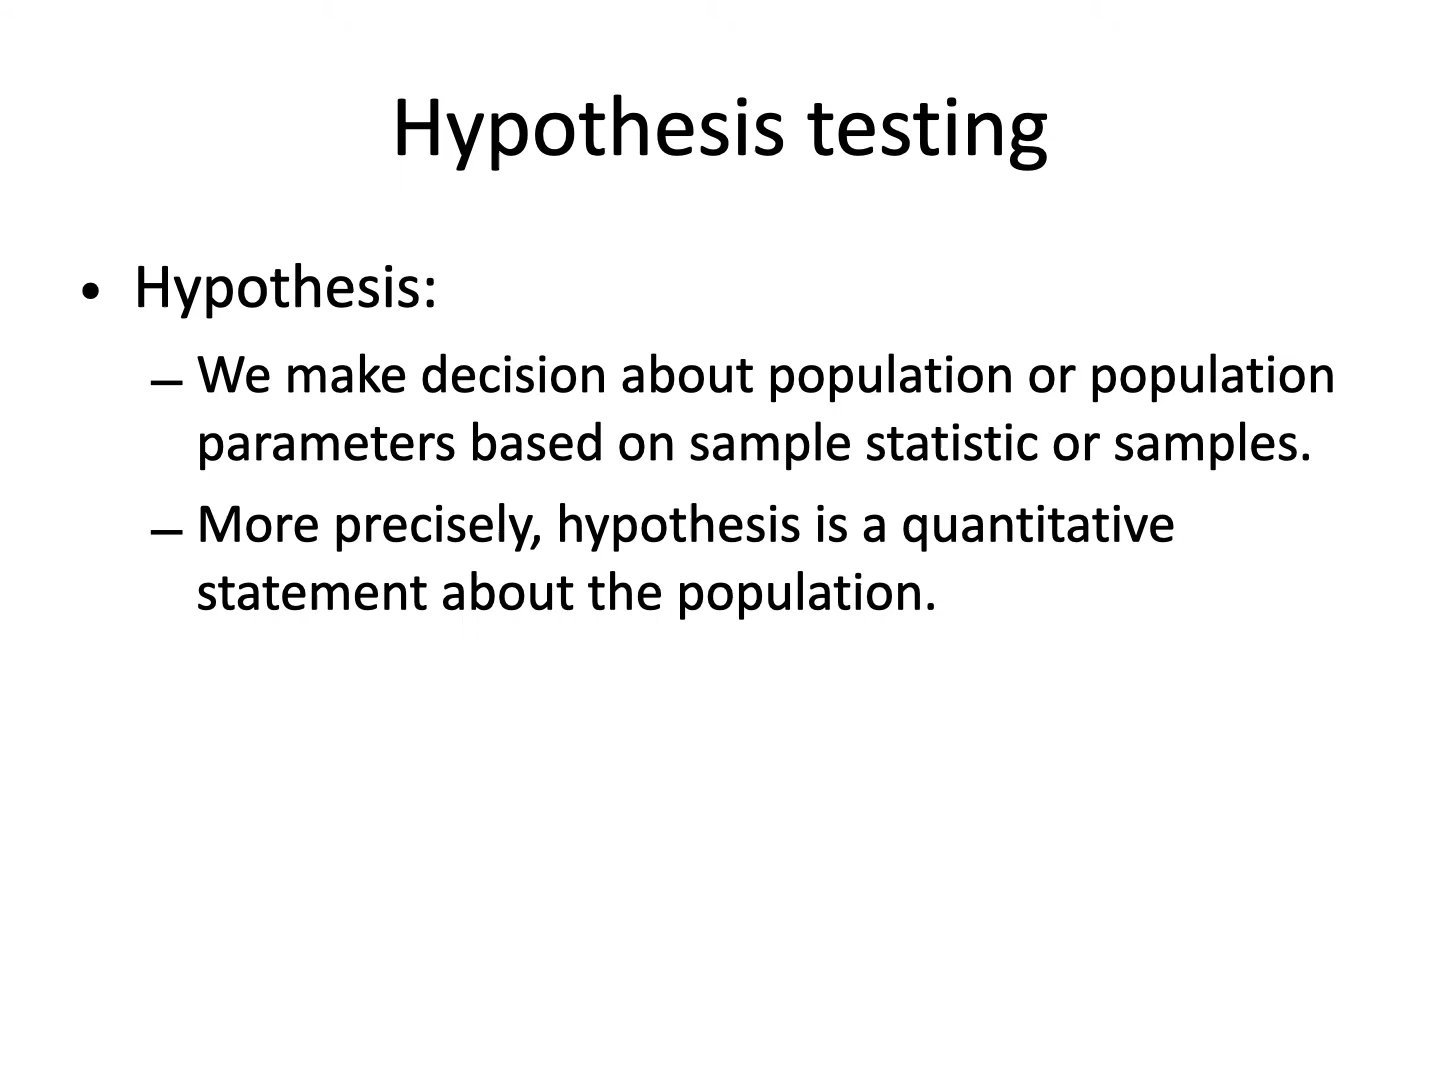 Hypothesis testing
• Hypothesis:
– We make decision about population or population
parameters based on sample statistic or samples.
– More precisely, hypothesis is a quantitative
statement about the population.